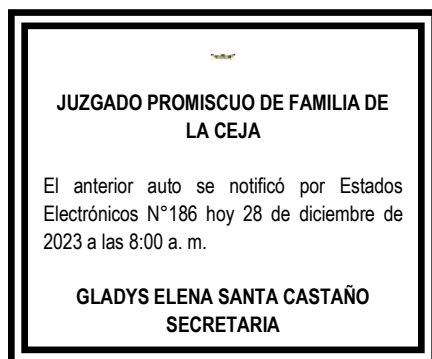 JUZGADO PROMISCUO DE FAMILIA DE
LA CEJA
El anterior auto se notificó por Estados
Electrónicos N°186 hoy 28 de diciembre de
2023 a las 8:00 a. m.
GLADYS ELENA SANTA CASTAÑO
SECRETARIA